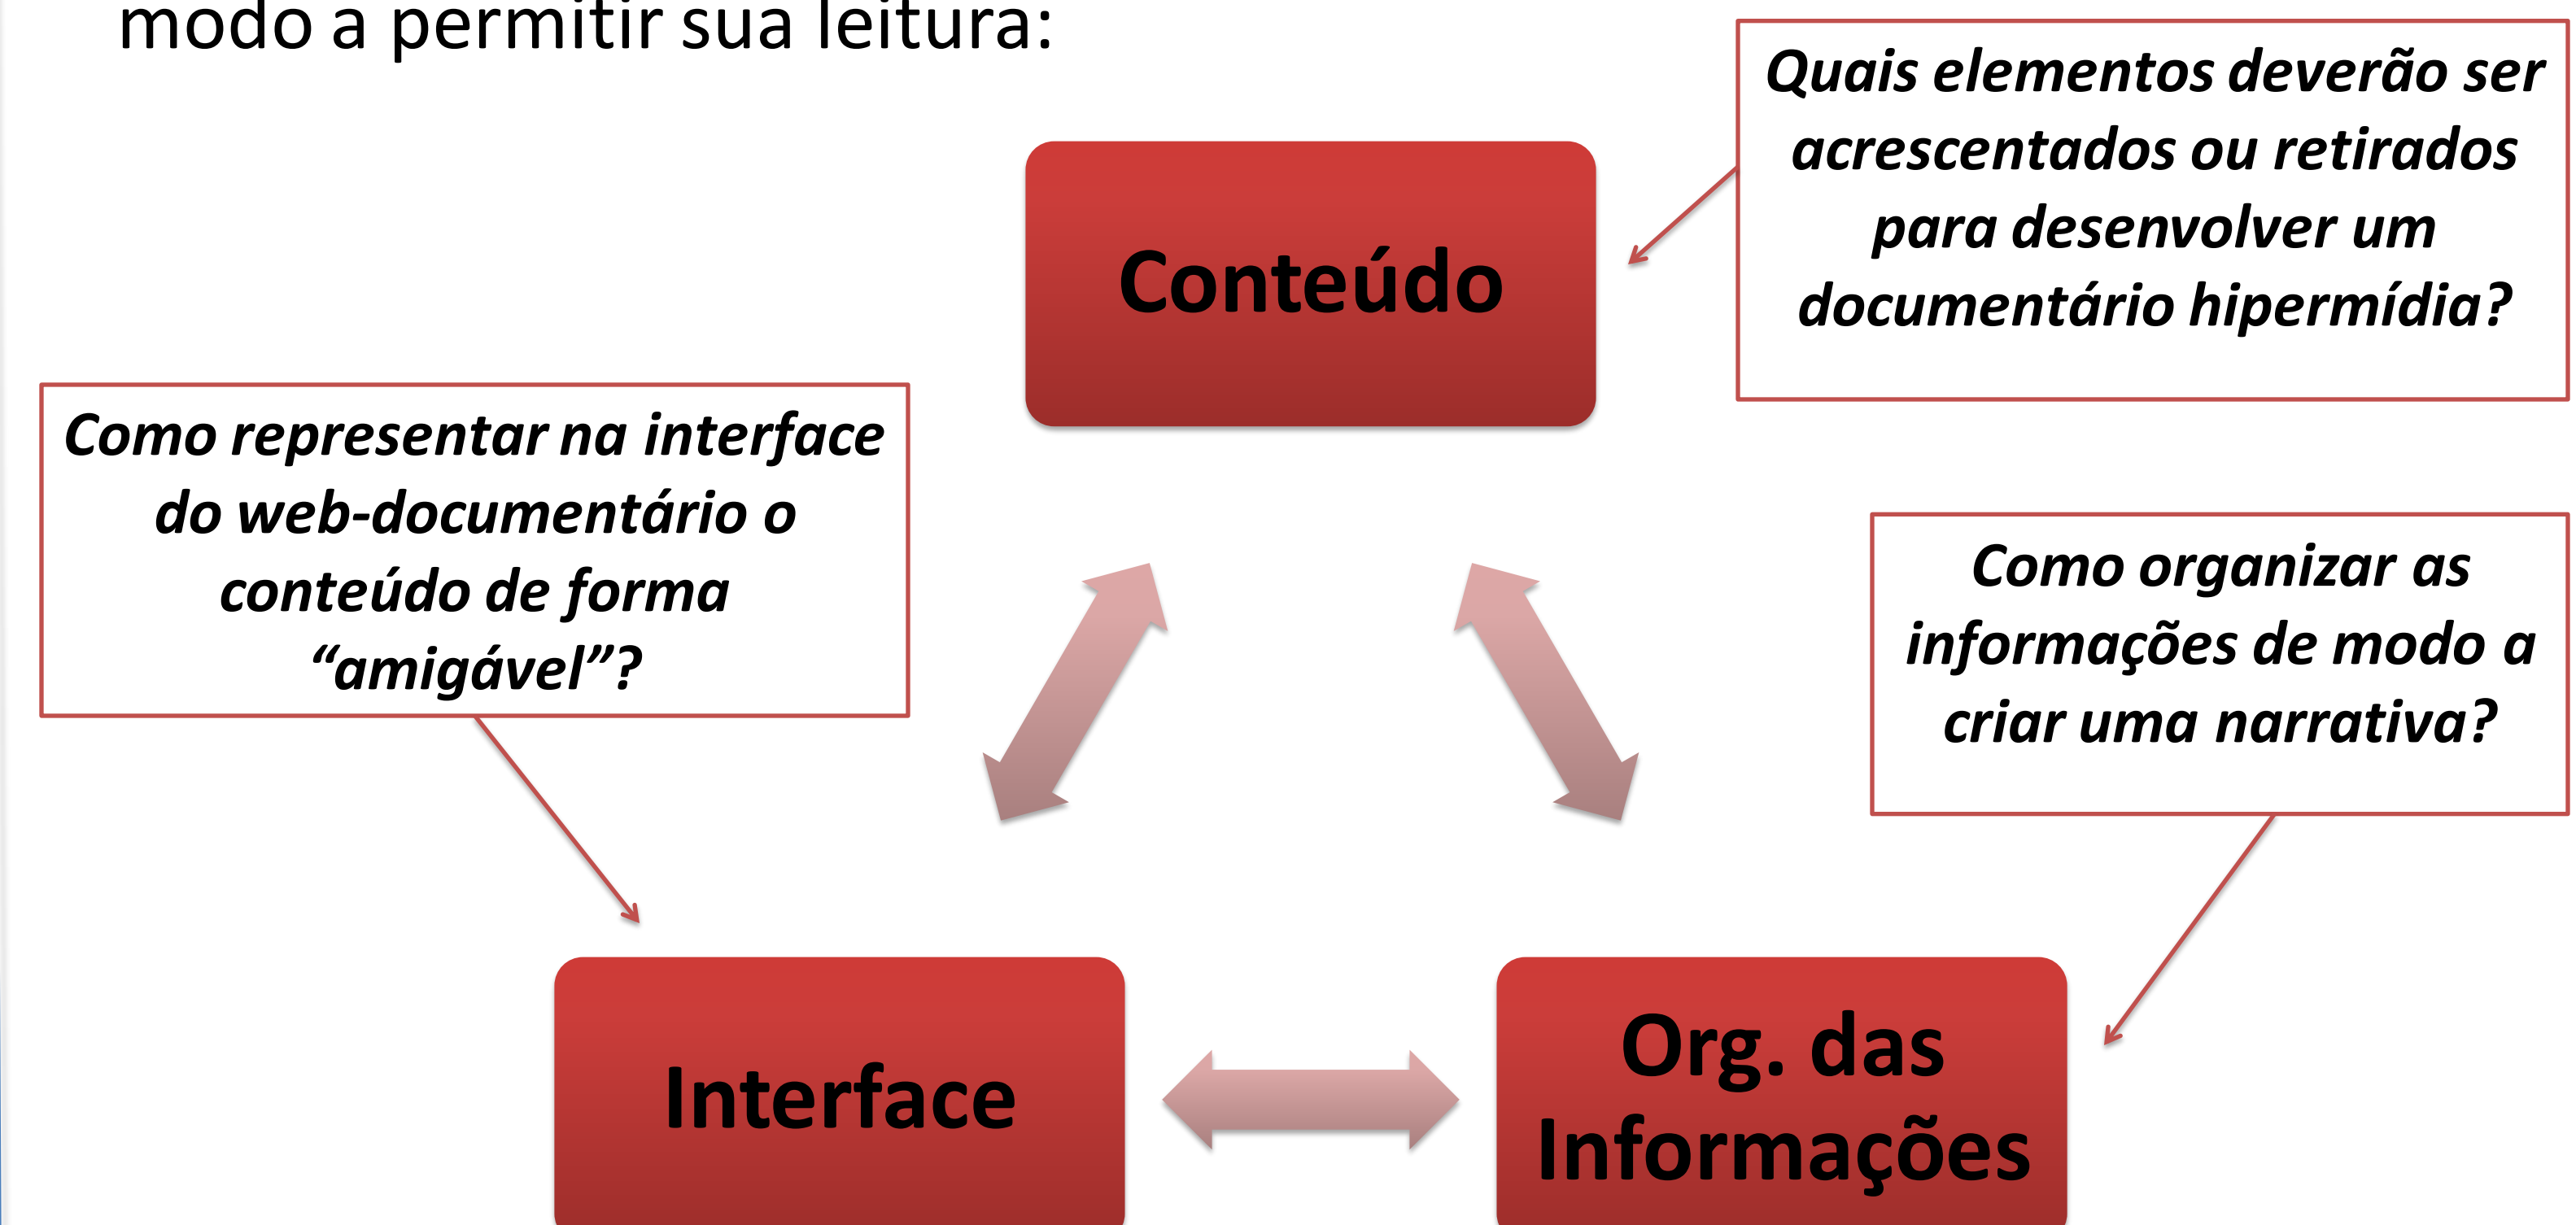 modo a permitir sua leitura:
Quais elementos deverão ser
acrescentados ou retirados
para desenvolver um
documentário hipermídia?
Conteúdo
Como representar na interface
do web-documentário o
conteúdo de forma
“amigável”?
Como organizar as
informações de modo a
criar uma narrativa?
Interface
Org. das
Informações